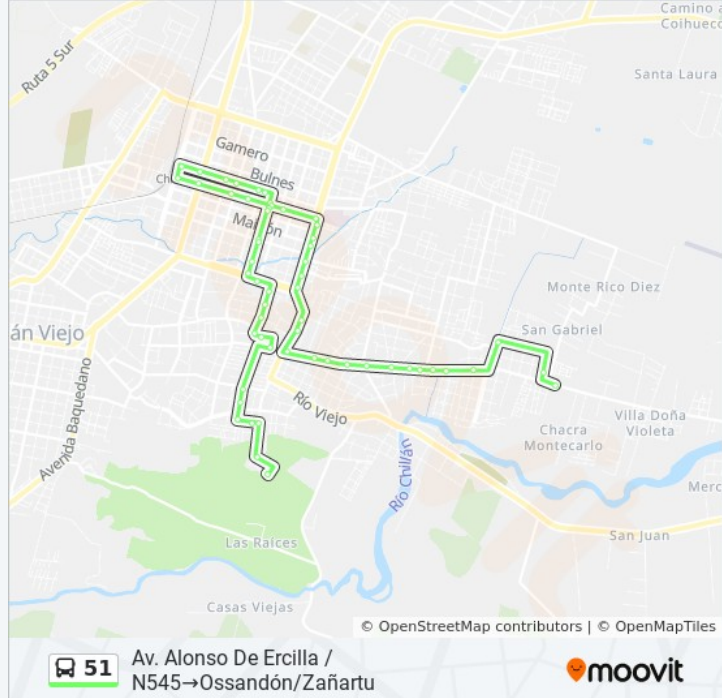 Camino a
Coihueco
Ruta 5 Sur
Santa Laura
Gamero
Bulnes
Ch
Maipón
Monte Rico Diez
San Gabriel
án Viejo
Avenida Baquedano
Río Viejo
Villa Doña
Violeta
Chacra
Montecarlo
Río Chillán
Merc
San Juan
Las Raíces
Casas Viejas
© OpenStreetMap contributors | © OpenMapTiles
51
Av. Alonso De Ercilla /
N545→Ossandón/Zañartu
moovit